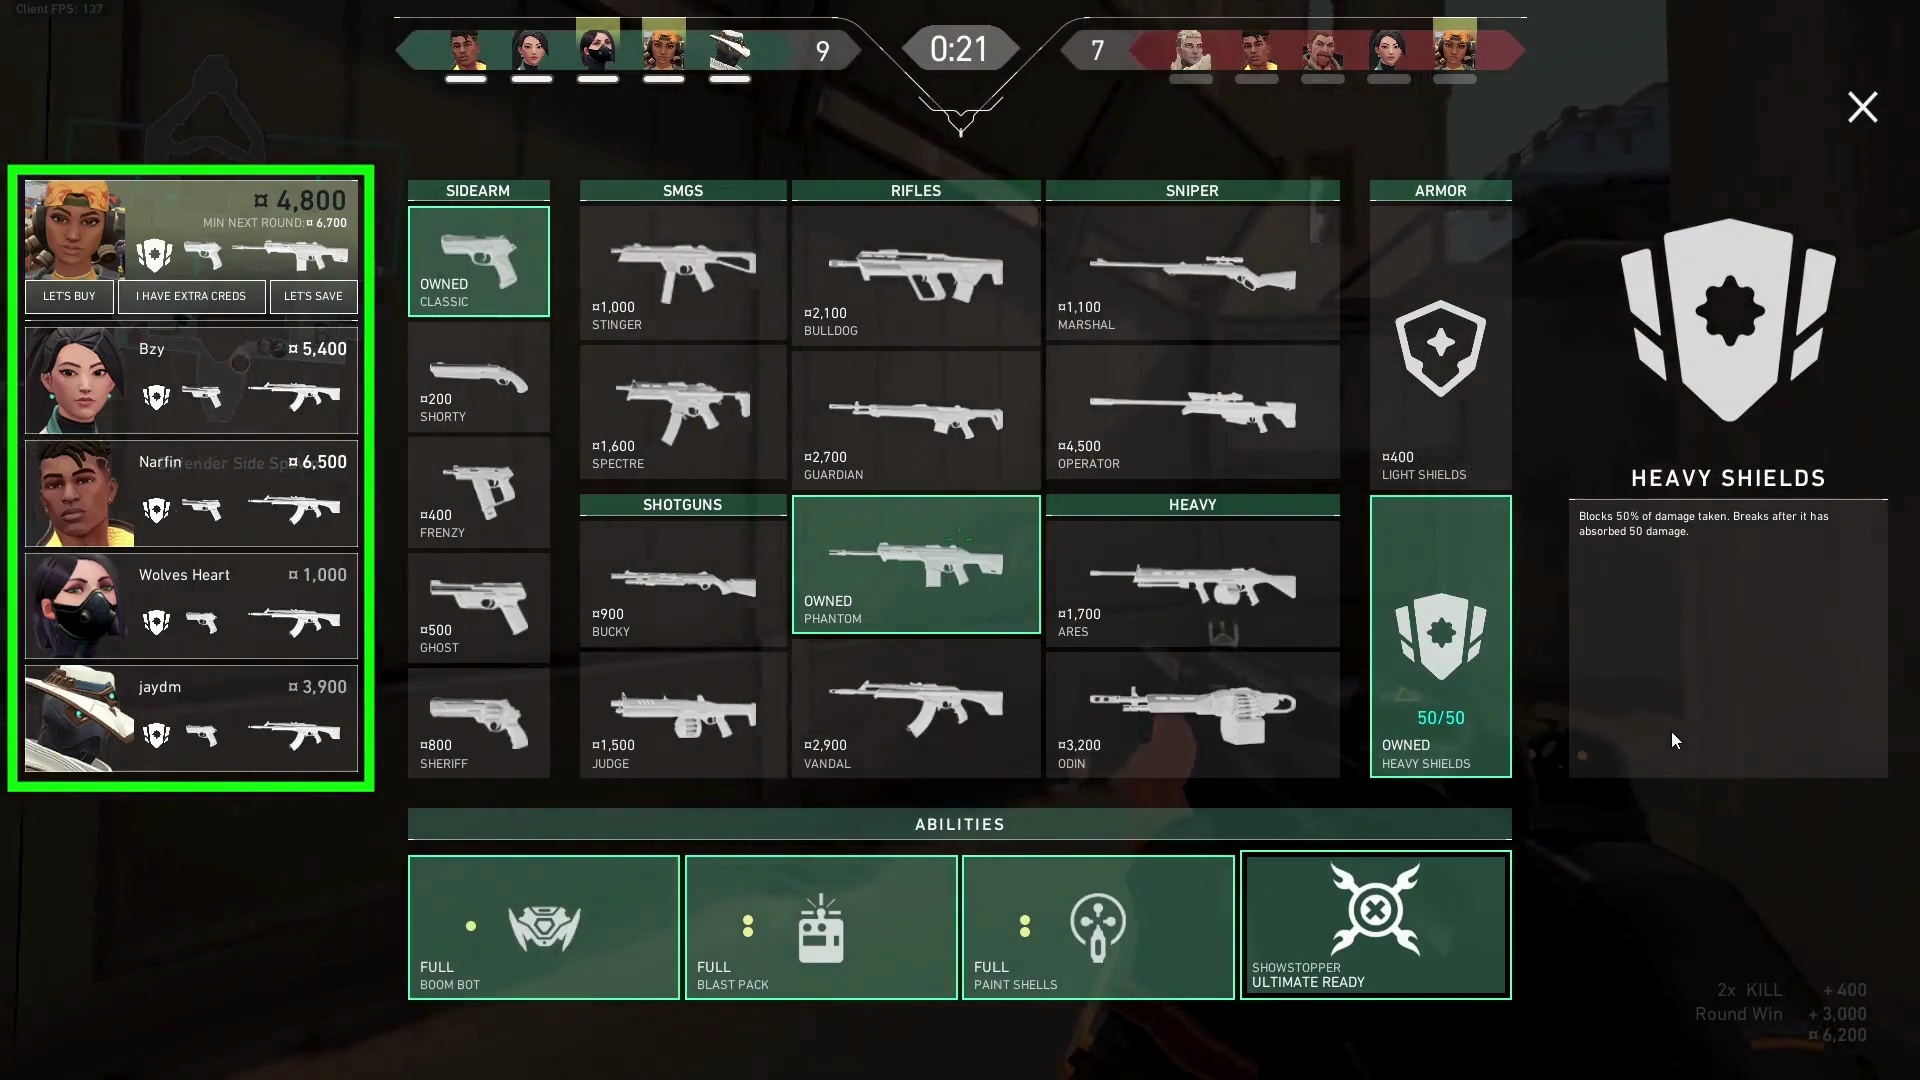 Client FPS: 137
9
0:21
7
¤ 4,800
MIN NEXT ROUND: ¤ 6,700
LET'S BUY
I HAVE EXTRA CREDS
LET'S SAVE
Bzy
¤ 5,400
Narfin
¤ 6,500
Wolves Heart
¤ 1,000
jaydm
¤ 3,900
SIDEARM
OWNED
CLASSIC
¤200
SHORTY
¤400
FRENZY
¤500
GHOST
¤800
SHERIFF
SMGS
¤1,000
STINGER
¤1,600
SPECTRE
SHOTGUNS
¤900
BUCKY
¤1,500
JUDGE
RIFLES
¤2,100
BULLDOG
¤2,700
GUARDIAN
OWNED
PHANTOM
¤2,900
VANDAL
SNIPER
¤1,100
MARSHAL
¤4,500
OPERATOR
HEAVY
¤1,700
ARES
¤3,200
ODIN
ARMOR
¤400
LIGHT SHIELDS
50/50
OWNED
HEAVY SHIELDS
HEAVY SHIELDS
Blocks 50% of damage taken. Breaks after it has
absorbed 50 damage.
ABILITIES
FULL
BOOM BOT
FULL
BLAST PACK
FULL
PAINT SHELLS
SHOWSTOPPER
ULTIMATE READY
2x KILL + 400
Round Win + 3,000
¤ 6,200